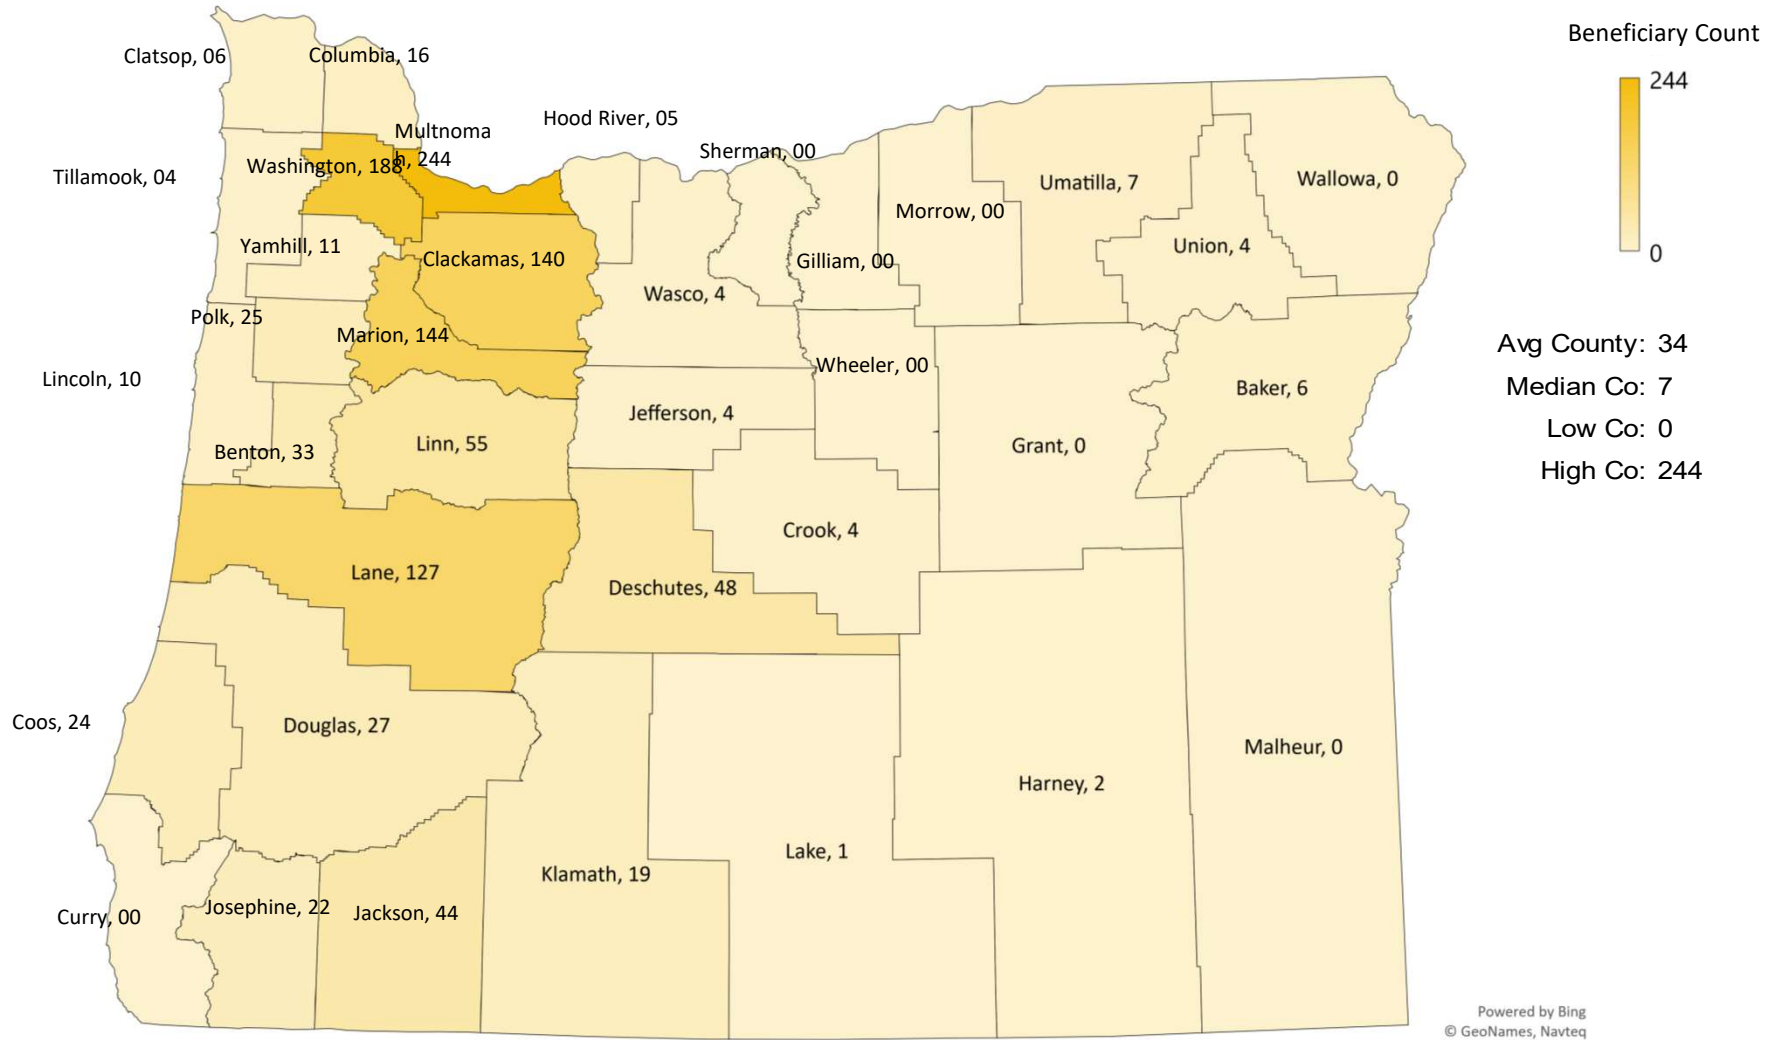 Beneficiary Count
Clatsop, 06
Columbia, 16
244
Hood River, 05
Multnoma
h, 244
Sherman, 00
Washington, 188
Tillamook, 04
Umatilla, 7
Wallowa, 0
Morrow, 00
Yamhill, 11
Union, 4
0
Clackamas, 140
Gilliam, 00
Wasco, 4
Polk, 25
Marion, 144
Avg County: 34
Wheeler, 00
Lincoln, 10
Median Co: 7
Baker, 6
Jefferson, 4
Low Co: 0
Linn, 55
Grant, 0
Benton, 33
High Co: 244
Crook, 4
Lane, 127
Deschutes, 48
Coos, 24
Douglas, 27
Malheur, 0
Harney, 2
Lake, 1
Klamath, 19
Josephine, 22
Jackson, 44
Curry, 00
Powered by Bing
© GeoNames, Navteq